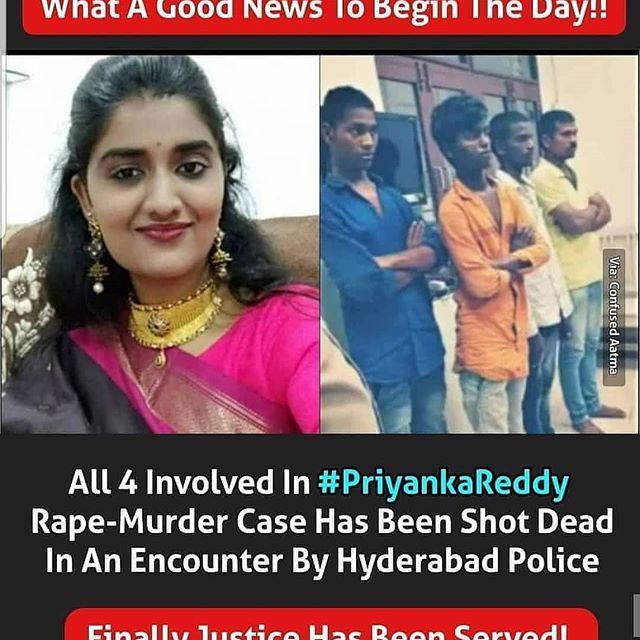 What A Good News To Begin The Day!!
Via: Confused Aatma
All 4 Involved In #PriyankaReddy
Rape-Murder Case Has Been Shot Dead
In An Encounter By Hyderabad Police
Finally Justice Has Been Served!